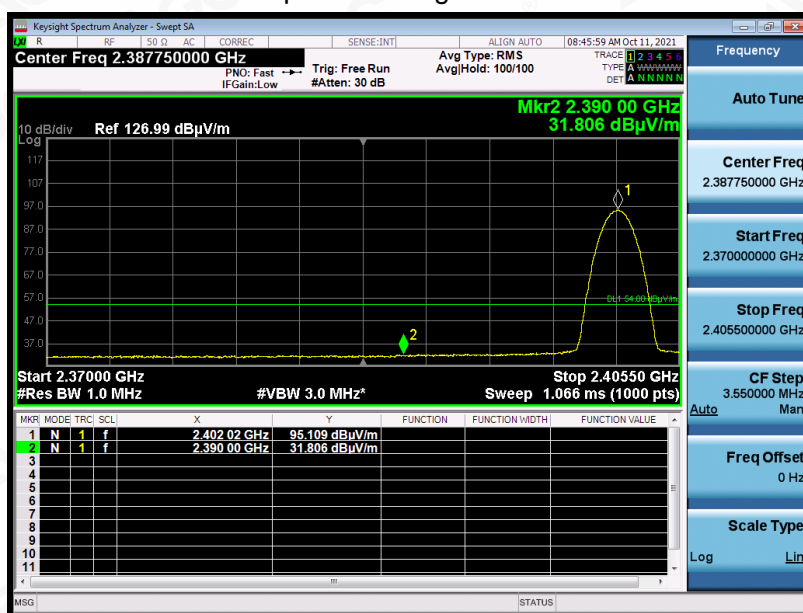 Keysight Spectrum Analyzer - Swept SA
LXI R RF 50 Ω AC CORREC SENSE:INT ALIGN AUTO 08:45:59 AM Oct 11, 2021
Center Freq 2.387750000 GHz
PNO: Fast
IFGain:Low
Trig: Free Run
#Atten: 30 dB
Avg Type: RMS
Avg|Hold: 100/100
TRACE 1 2 3 4 5 6
TYPE A WWWWW
DET A N N N N N
Mkr2 2.390 00 GHz
31.806 dBµV/m
10 dB/div Ref 126.99 dBµV/m
Log
117
107
97.0
87.0
77.0
67.0
57.0
47.0
37.0
1
2
DL1 54.00 dBµV/m
Start 2.37000 GHz Stop 2.40550 GHz
#Res BW 1.0 MHz #VBW 3.0 MHz* Sweep 1.066 ms (1000 pts)
MKR MODE TRC SCL X Y FUNCTION FUNCTION WIDTH FUNCTION VALUE
1 N 1 f 2.402 02 GHz 95.109 dBµV/m
2 N 1 f 2.390 00 GHz 31.806 dBµV/m
3
4
5
6
7
8
9
10
11
MSG STATUS
Frequency
Auto Tune
Center Freq
2.387750000 GHz
Start Freq
2.370000000 GHz
Stop Freq
2.405500000 GHz
CF Step
3.550000 MHz
Auto Man
Freq Offset
0 Hz
Scale Type
Log Lin